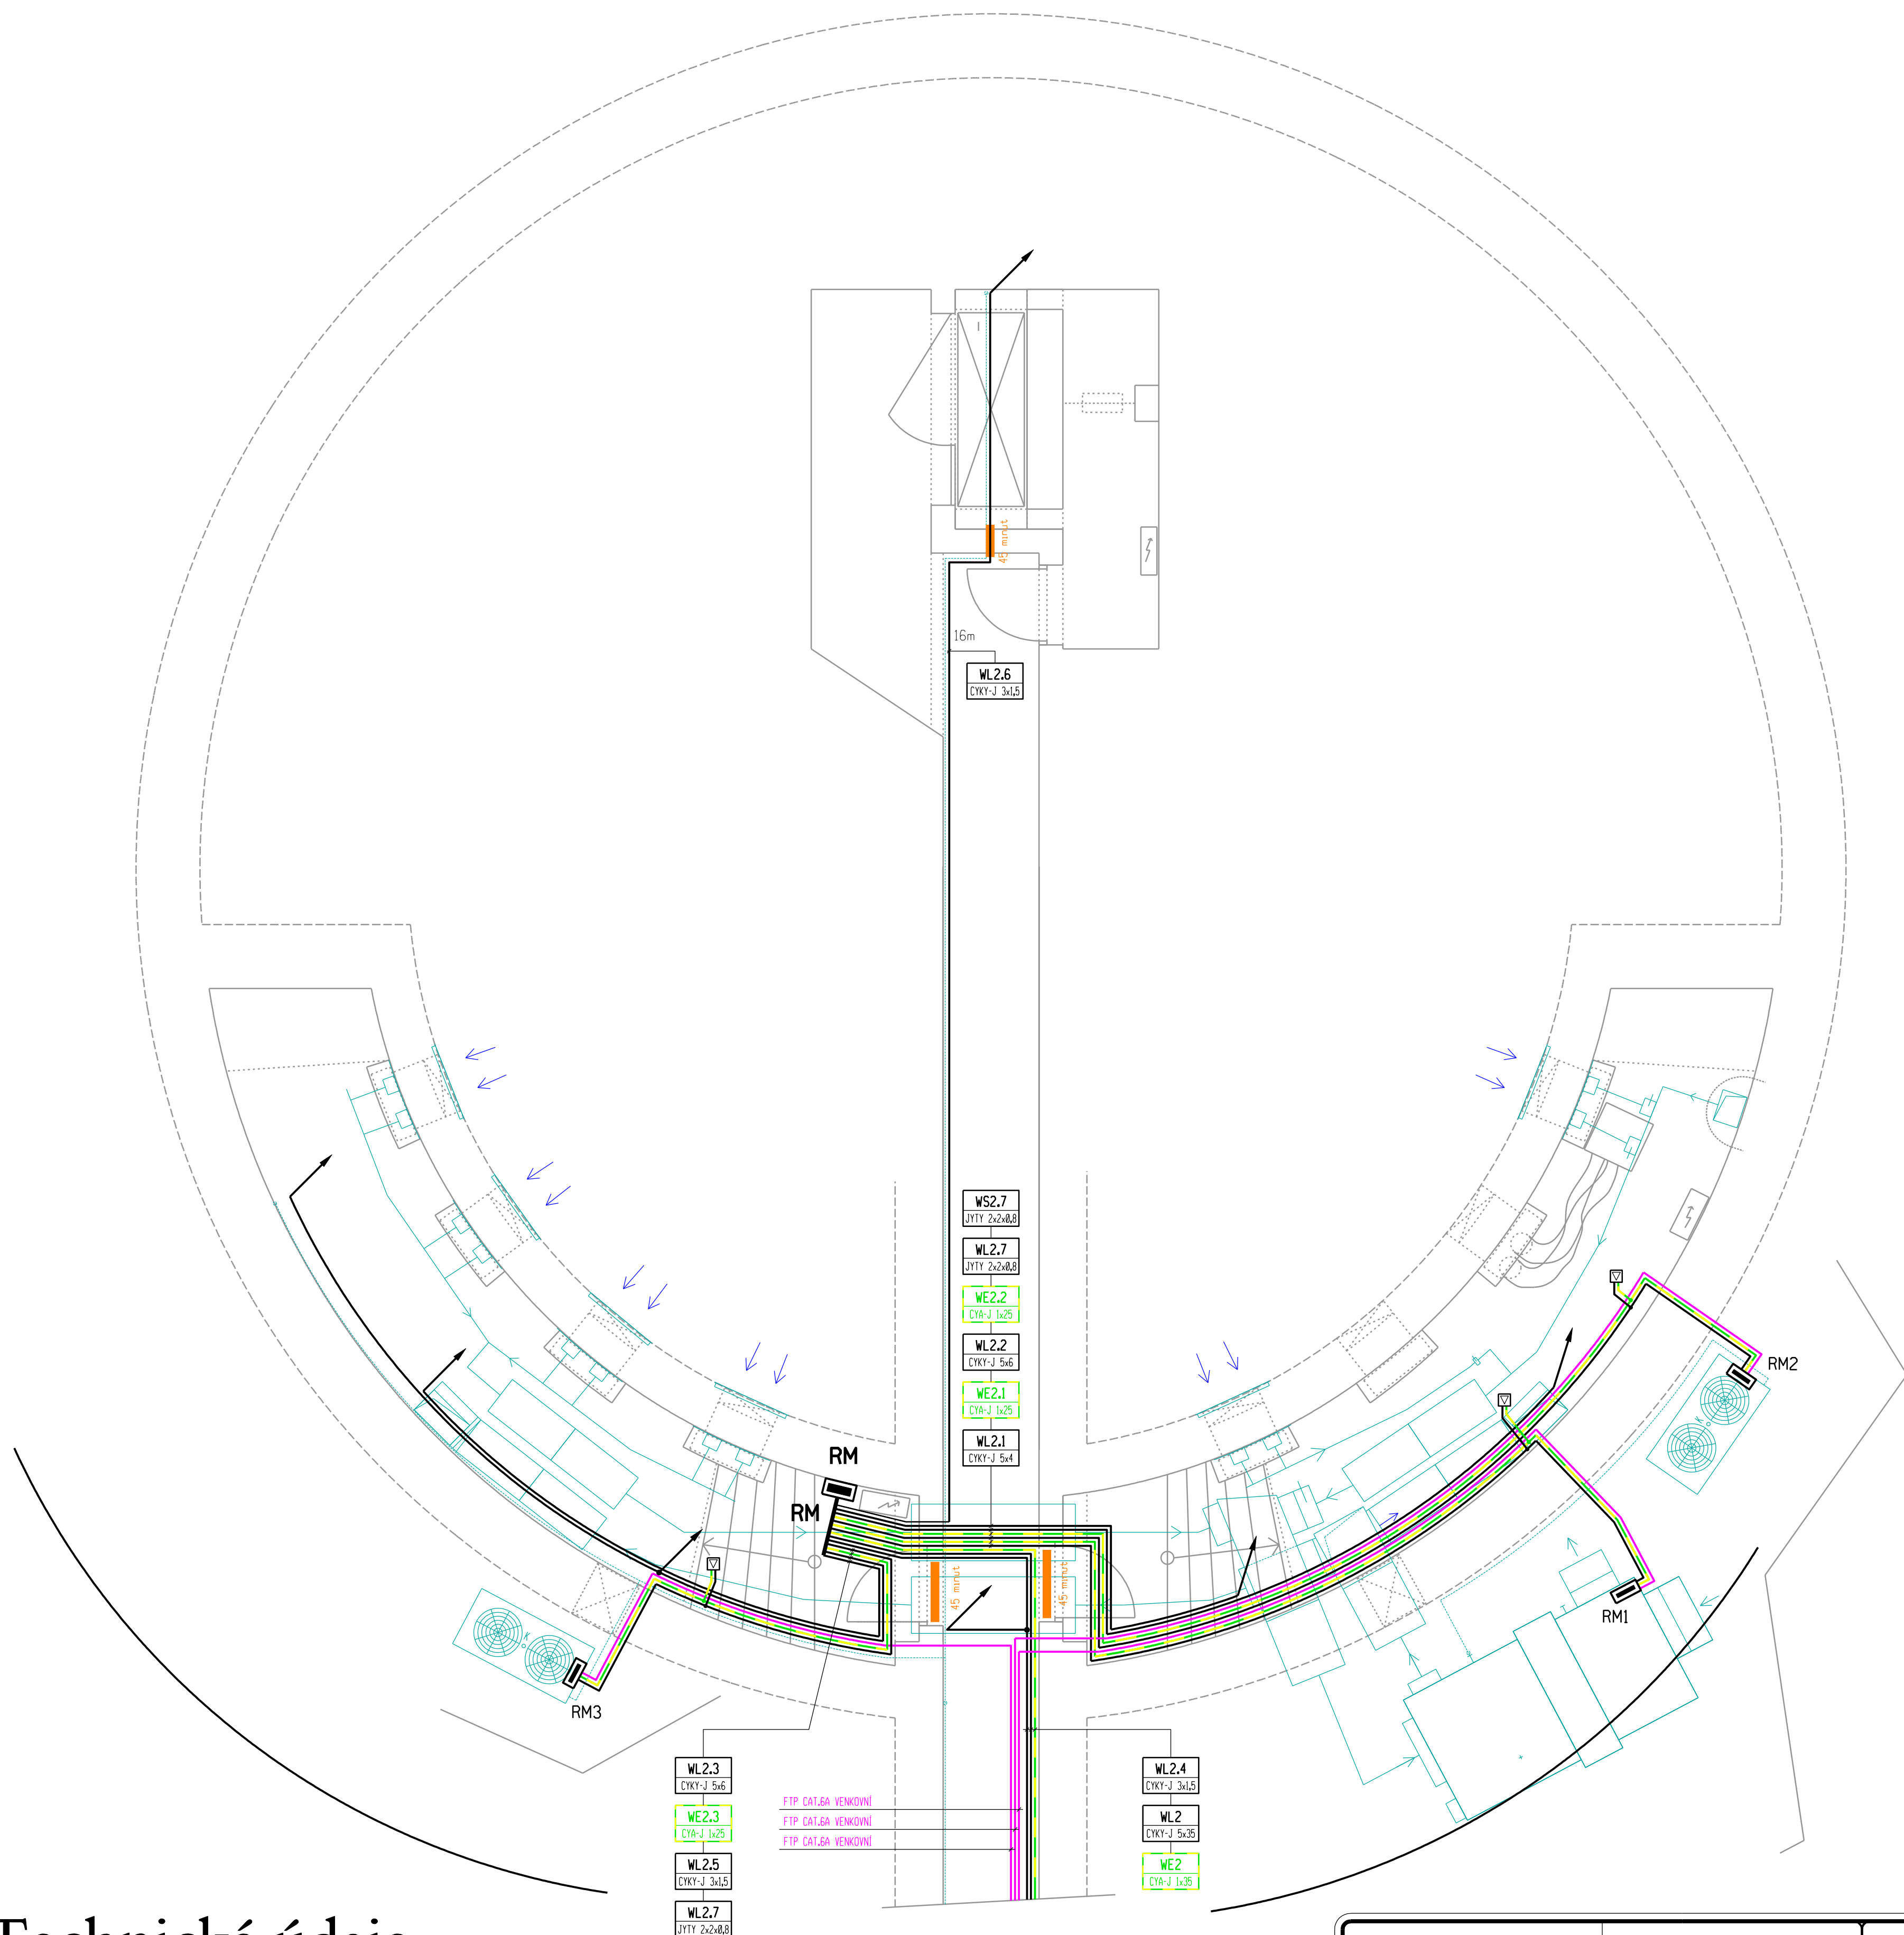 45 minut
16m
WL2.6
CYKY-J 3x1,5
WS2.7
JYTY 2x2x0,8
WL2.7
JYTY 2x2x0,8
WE2.2
CYA-J 1x25
WL2.2
CYKY-J 5x6
WE2.1
CYA-J 1x25
WL2.1
CYKY-J 5x4
RM2
RM
RM
45 minut
45 minut
RM1
RM3
WL2.3
CYKY-J 5x6
WE2.3
CYA-J 1x25
WL2.5
CYKY-J 3x1,5
WL2.7
JYTY 2x2x0,8
FTP CAT.6A VENKOVNÍ
FTP CAT.6A VENKOVNÍ
FTP CAT.6A VENKOVNÍ
WL2.4
CYKY-J 3x1,5
WL2
CYKY-J 5x35
WE2
CYA-J 1x35
Technické údaje